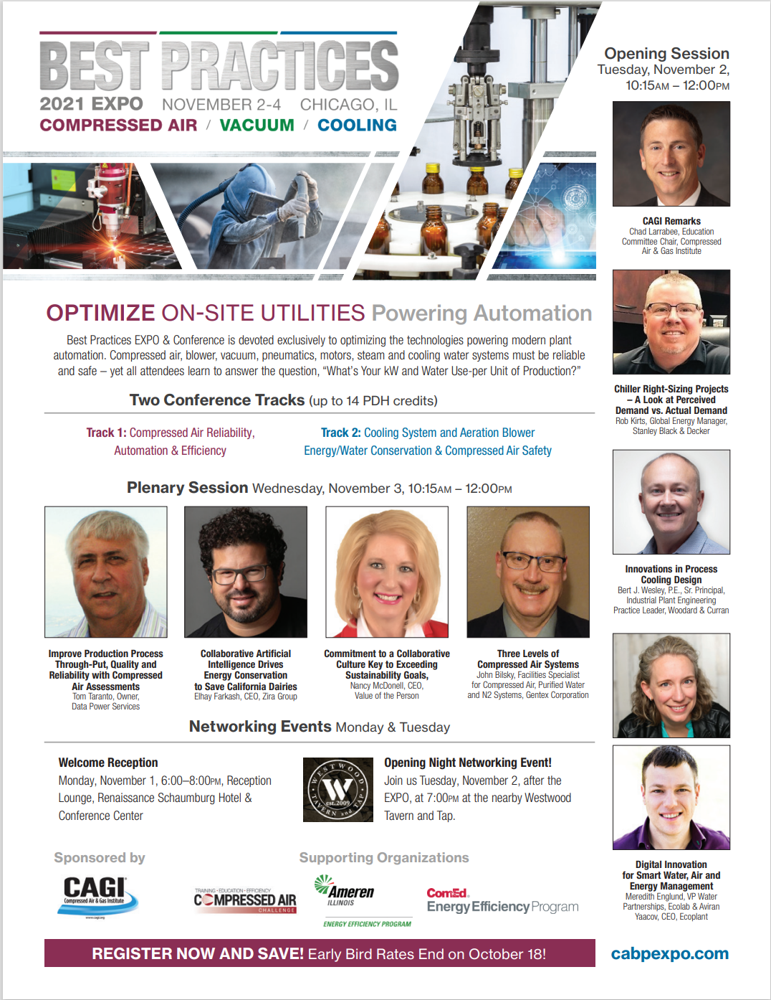 BEST PRACTICES
2021 EXPO NOVEMBER 2-4 CHICAGO, IL
COMPRESSED AIR / VACUUM / COOLING
OPTIMIZE ON-SITE UTILITIES Powering Automation
Best Practices EXPO & Conference is devoted exclusively to optimizing the technologies powering modern plant
automation. Compressed air, blower, vacuum, pneumatics, motors, steam and cooling water systems must be reliable
and safe – yet all attendees learn to answer the question, “What’s Your kW and Water Use-per Unit of Production?”
Two Conference Tracks (up to 14 PDH credits)
Track 1: Compressed Air Reliability,
Automation & Efficiency
Track 2: Cooling System and Aeration Blower
Energy/Water Conservation & Compressed Air Safety
Plenary Session Wednesday, November 3, 10:15AM – 12:00PM
Improve Production Process
Through-Put, Quality and
Reliability with Compressed
Air Assessments
Tom Taranto, Owner,
Data Power Services
Collaborative Artificial
Intelligence Drives
Energy Conservation
to Save California Dairies
Elhay Farkash, CEO, Zira Group
Commitment to a Collaborative
Culture Key to Exceeding
Sustainability Goals,
Nancy McDonell, CEO,
Value of the Person
Three Levels of
Compressed Air Systems
John Bilsky, Facilities Specialist
for Compressed Air, Purified Water
and N2 Systems, Gentex Corporation
Networking Events Monday & Tuesday
Welcome Reception
Monday, November 1, 6:00–8:00PM, Reception
Lounge, Renaissance Schaumburg Hotel &
Conference Center
WESTWOOD
W
EST.2009
TAVERN and TAP
Opening Night Networking Event!
Join us Tuesday, November 2, after the
EXPO, at 7:00PM at the nearby Westwood
Tavern and Tap.
Sponsored by
CAGI
Compressed Air & Gas Institute
www.cagi.org
Supporting Organizations
TRAINING • EDUCATION • EFFICIENCY
COMPRESSED AIR
CHALLENGE
Ameren
ILLINOIS
ENERGY EFFICIENCY PROGRAM
ComEd®
Energy Efficiency Program
REGISTER NOW AND SAVE! Early Bird Rates End on October 18!
Opening Session
Tuesday, November 2,
10:15AM – 12:00PM
CAGI Remarks
Chad Larrabee, Education
Committee Chair, Compressed
Air & Gas Institute
Chiller Right-Sizing Projects
– A Look at Perceived
Demand vs. Actual Demand
Rob Kirts, Global Energy Manager,
Stanley Black & Decker
Innovations in Process
Cooling Design
Bert J. Wesley, P.E., Sr. Principal,
Industrial Plant Engineering
Practice Leader, Woodard & Curran
Digital Innovation
for Smart Water, Air and
Energy Management
Meredith Englund, VP Water
Partnerships, Ecolab & Aviran
Yaacov, CEO, Ecoplant
cabpexpo.com